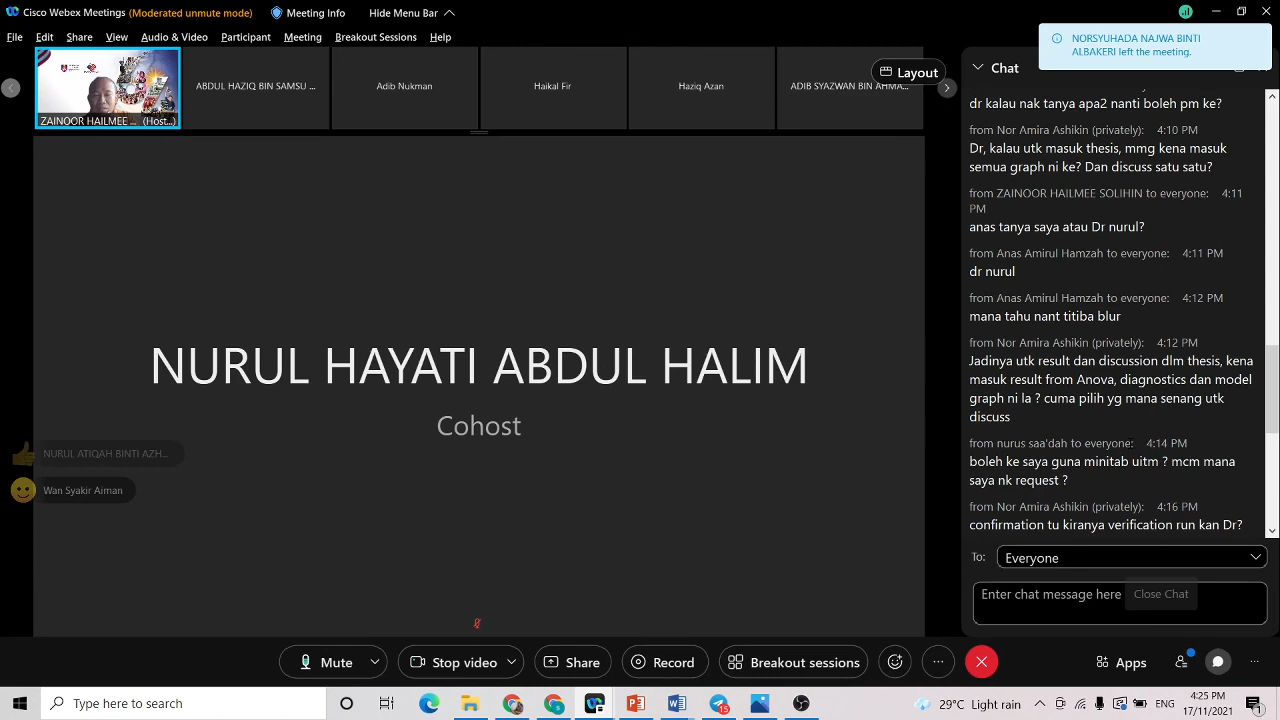 Cisco Webex Meetings (Moderated unmute mode) Meeting Info Hide Menu Bar
File Edit Share View Audio & Video Participant Meeting Breakout Sessions Help
NORSYUHADA NAJWA BINTI
ALBAKERI left the meeting.
ZAINOOR HAILMEE ... (Host...)
ABDUL HAZIQ BIN SAMSU ...
Adib Nukman
Haikal Fir
Haziq Azan
ADIB SYAZWAN BIN AHMA...
Layout
NURUL HAYATI ABDUL HALIM
Cohost
NURUL ATIQAH BINTI AZH...
Wan Syakir Aiman
Chat
dr kalau nak tanya apa2 nanti boleh pm ke?
from Nor Amira Ashikin (privately): 4:10 PM
Dr, kalau utk masuk thesis, mmg kena masuk
semua graph ni ke? Dan discuss satu satu?
from ZAINOOR HAILMEE SOLIHIN to everyone: 4:11
PM
anas tanya saya atau Dr nurul?
from Anas Amirul Hamzah to everyone: 4:11 PM
dr nurul
from Anas Amirul Hamzah to everyone: 4:12 PM
mana tahu nant titiba blur
from Nor Amira Ashikin (privately): 4:12 PM
Jadinya utk result dan discussion dlm thesis, kena
masuk result from Anova, diagnostics dan model
graph ni la ? cuma pilih yg mana senang utk
discuss
from nurus saa'dah to everyone: 4:14 PM
boleh ke saya guna minitab uitm ? mcm mana
saya nk request ?
from Nor Amira Ashikin (privately): 4:16 PM
confirmation tu kiranya verification run kan Dr?
To: Everyone
Enter chat message here
Close Chat
Mute Stop video Share Record Breakout sessions Apps
Type here to search
15
29°C Light rain
4:25 PM
17/11/2021
1